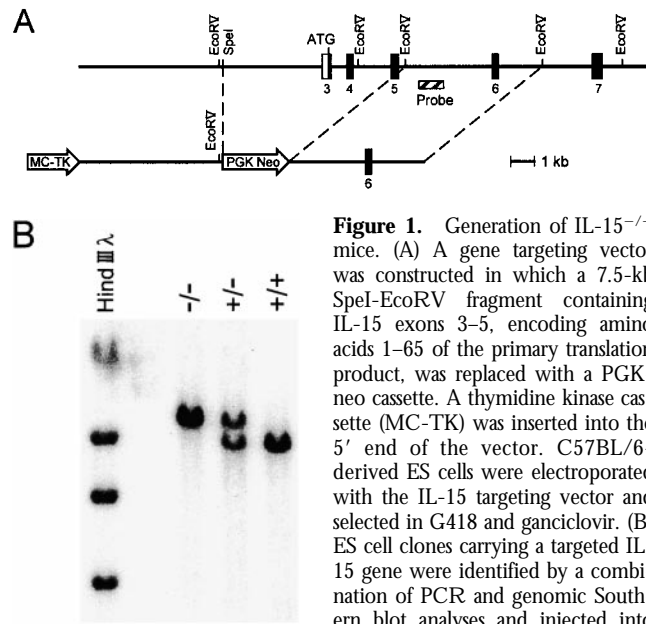 A
EcoRV
SpeI
ATG
EcoRV
EcoRV
EcoRV
EcoRV
3
4
5
6
7
Probe
EcoRV
MC-TK
PGK Neo
6
1 kb
B
Hind III λ
-/-
+/-
+/+
Figure 1. Generation of IL-15−/−
mice. (A) A gene targeting vector
was constructed in which a 7.5-kb
SpeI-EcoRV fragment containing
IL-15 exons 3–5, encoding amino
acids 1–65 of the primary translation
product, was replaced with a PGK-
neo cassette. A thymidine kinase cas-
sette (MC-TK) was inserted into the
5′ end of the vector. C57BL/6-
derived ES cells were electroporated
with the IL-15 targeting vector and
selected in G418 and ganciclovir. (B)
ES cell clones carrying a targeted IL-
15 gene were identified by a combi-
nation of PCR and genomic South-
ern blot analyses and injected into